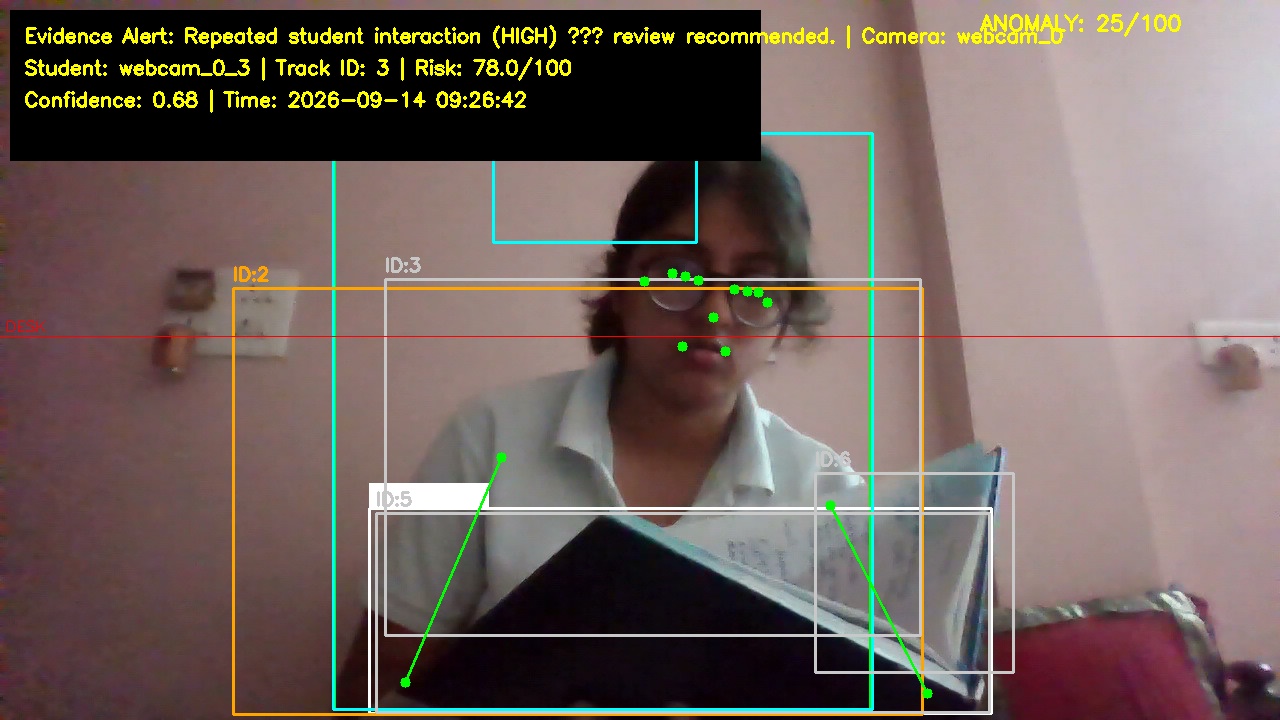 ANOMALY: 25/100
Evidence Alert: Repeated student interaction (HIGH) ??? review recommended. | Camera: webcam_0
Student: webcam_0_3 | Track ID: 3 | Risk: 78.0/100
Confidence: 0.68 | Time: 2026-09-14 09:26:42
ID:3
ID:2
DESK
ID:6
ID:5